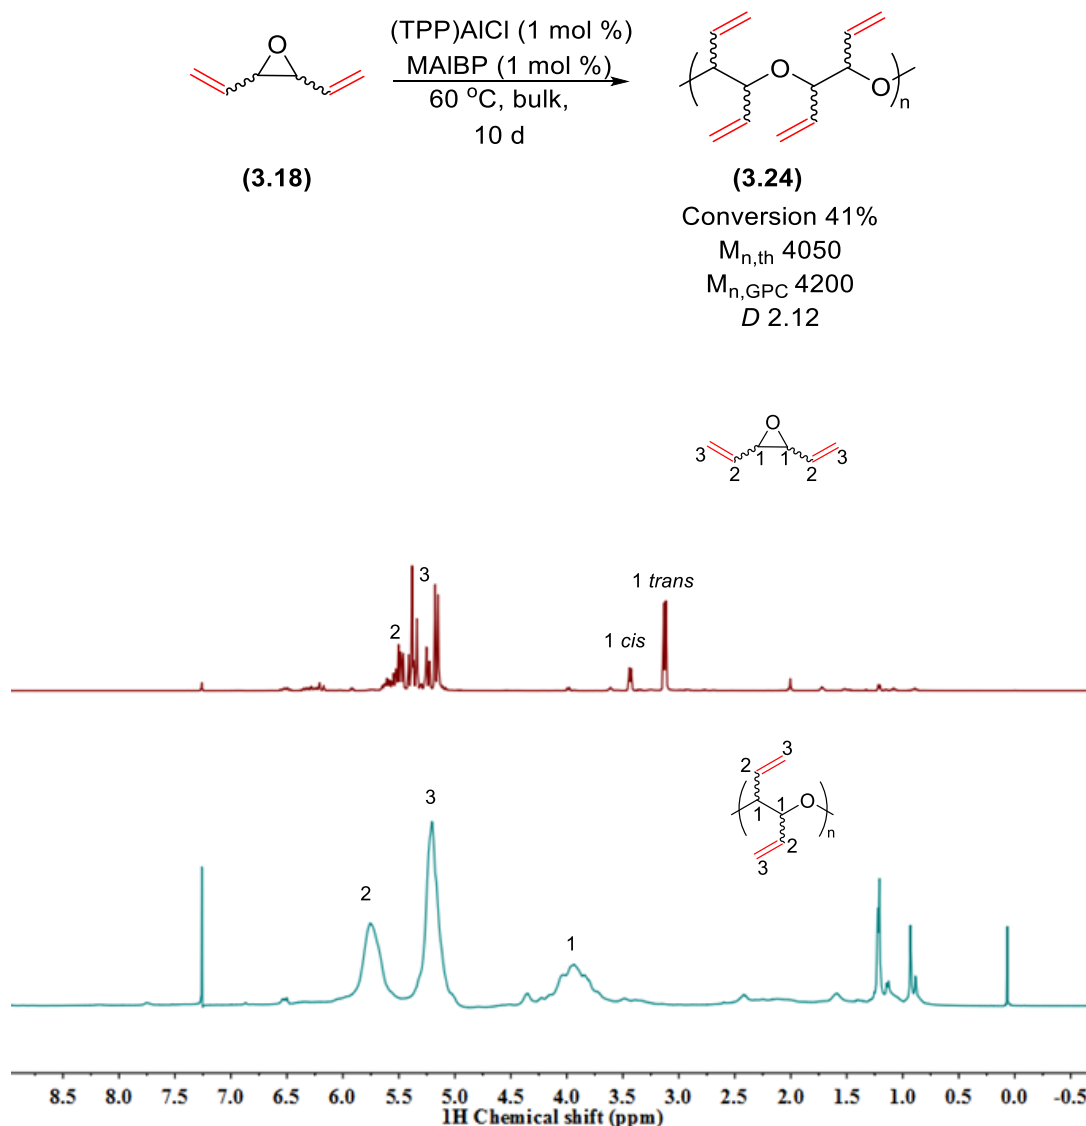 (TPP)AlCl (1 mol %)
MAlBP (1 mol %)
60 °C, bulk,
10 d
O
O
O
n
(3.18)
(3.24)
Conversion 41%
Mn,th 4050
Mn,GPC 4200
D 2.12
O
3 2 1 1 2 3
3
2
1 trans
1 cis
3
2
1
1
O
n
2
3
3
2
1
8.5 8.0 7.5 7.0 6.5 6.0 5.5 5.0 4.5 4.0 3.5 3.0 2.5 2.0 1.5 1.0 0.5 0.0 -0.5
1H Chemical shift (ppm)